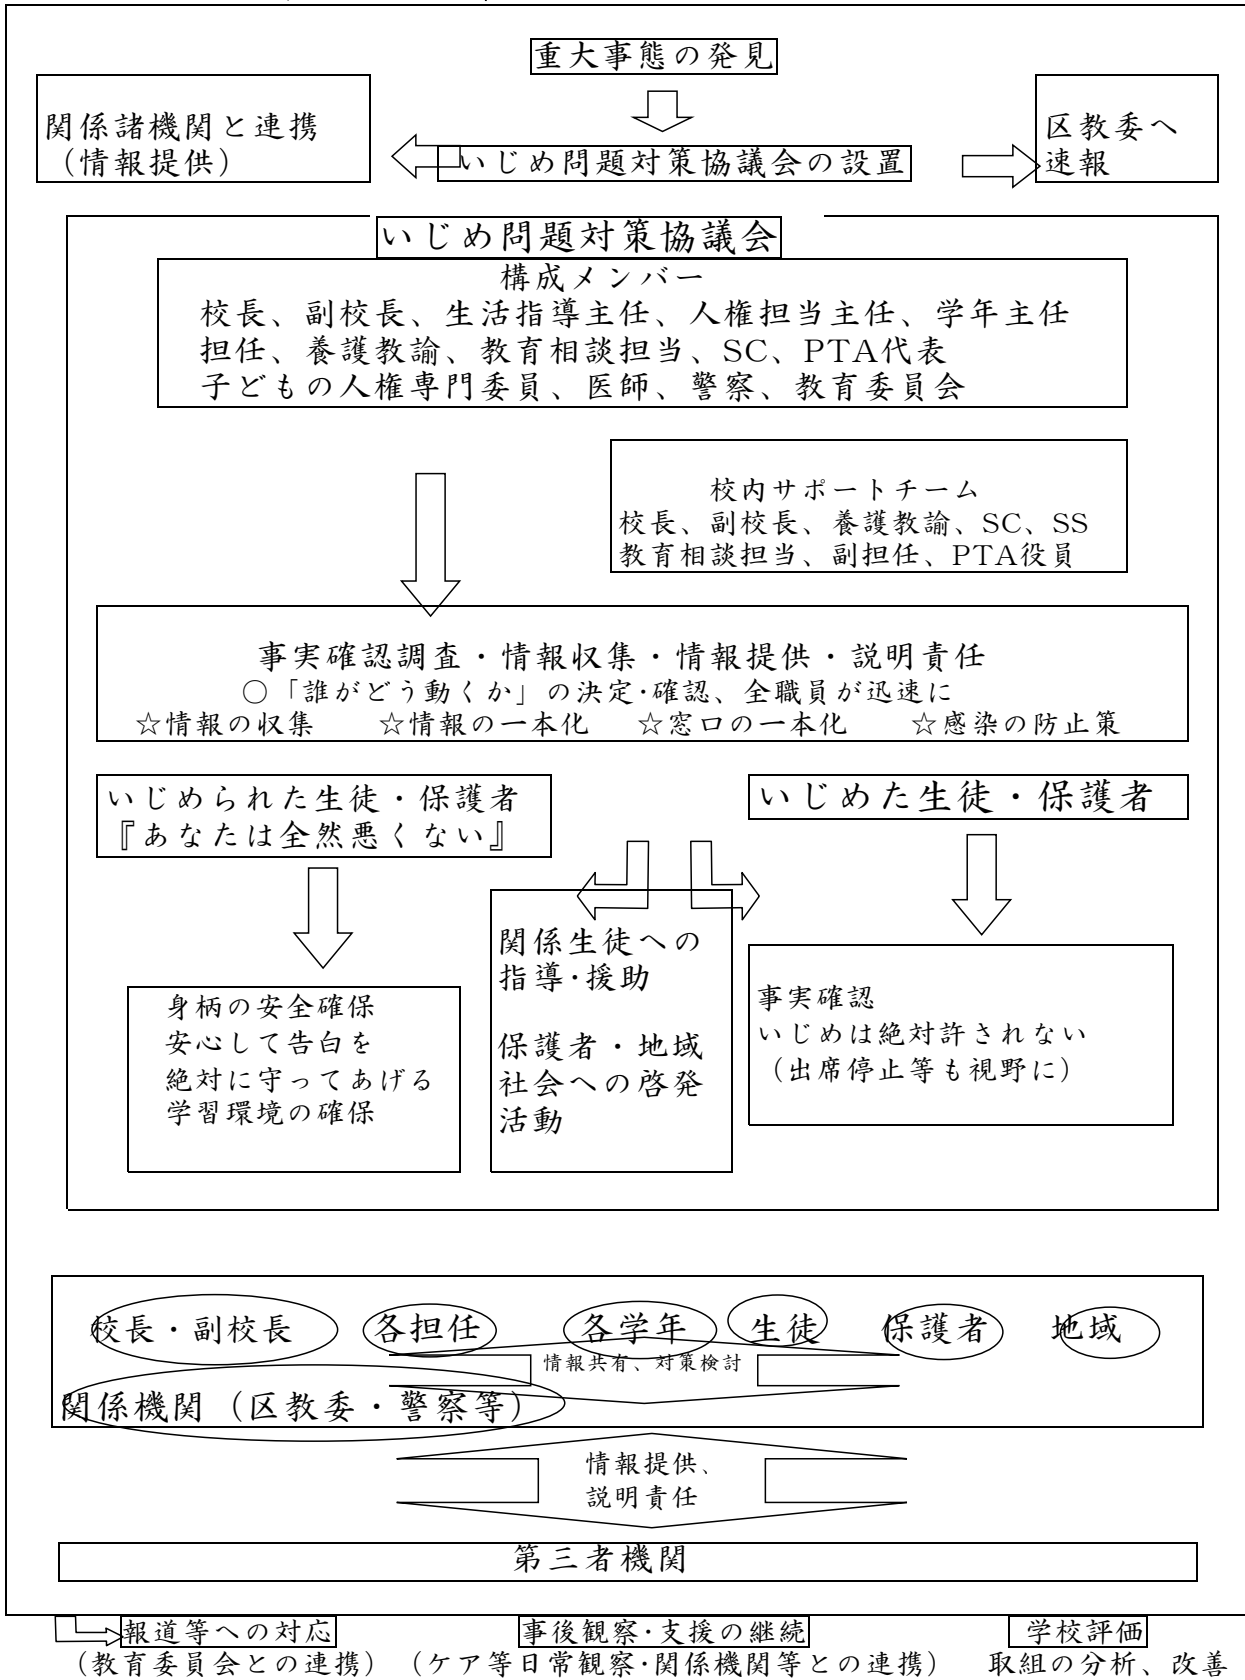 重大事態の発見
関係諸機関と連携
（情報提供）
いじめ問題対策協議会の設置
区教委へ
速報
いじめ問題対策協議会
構成メンバー
校長、副校長、生活指導主任、人権担当主任、学年主任
担任、養護教諭、教育相談担当、SC、PTA代表
子どもの人権専門委員、医師、警察、教育委員会
校内サポートチーム
校長、副校長、養護教諭、SC、SS
教育相談担当、副担任、PTA役員
事実確認調査・情報収集・情報提供・説明責任
○「誰がどう動くか」の決定･確認、全職員が迅速に
☆情報の収集　☆情報の一本化　☆窓口の一本化　☆感染の防止策
いじめられた生徒・保護者
『あなたは全然悪くない』
いじめた生徒・保護者
身柄の安全確保
安心して告白を
絶対に守ってあげる
学習環境の確保
関係生徒への
指導･援助
保護者・地域
社会への啓発
活動
事実確認
いじめは絶対許されない
（出席停止等も視野に）
校長・副校長　各担任　各学年　生徒　保護者　地域
情報共有、対策検討
関係機関（区教委・警察等）
情報提供、
説明責任
第三者機関
報道等への対応　事後観察･支援の継続　学校評価
（教育委員会との連携）（ケア等日常観察･関係機関等との連携）　取組の分析、改善